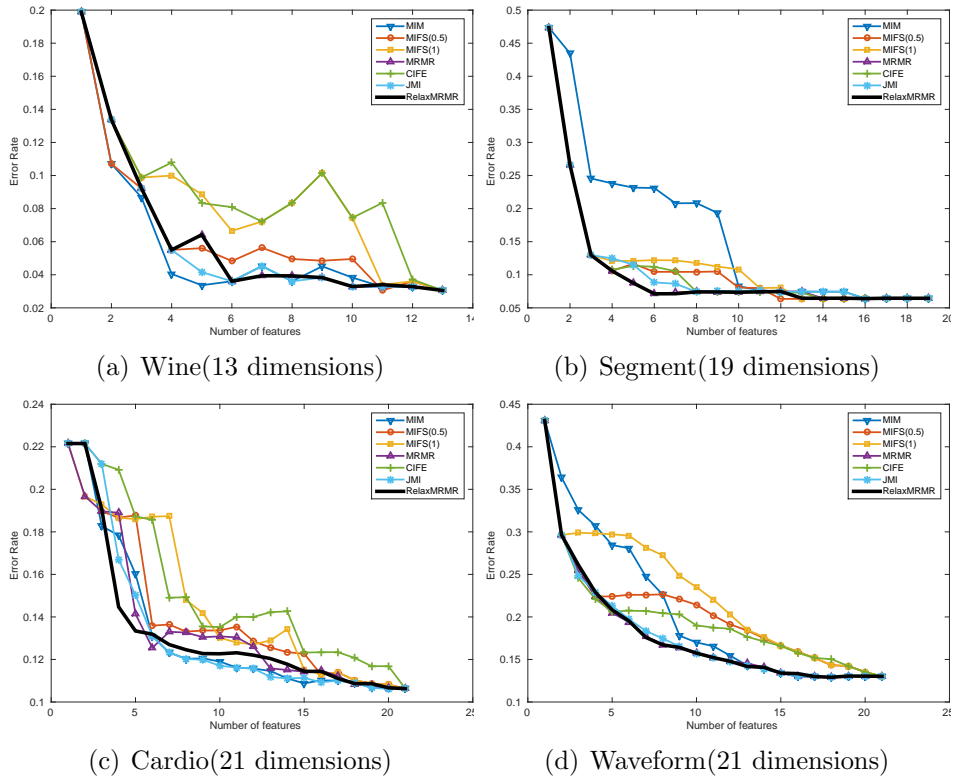 0.2
0.18
0.16
0.14
0.12
0.1
0.08
0.06
0.04
0.02
Error Rate
0 2 4 6 8 10 12 14
Number of features
MIM
MIFS(0.5)
MIFS(1)
MRMR
CIFE
JMI
RelaxMRMR
(a) Wine(13 dimensions)
0.5
0.45
0.4
0.35
0.3
0.25
0.2
0.15
0.1
0.05
Error Rate
0 2 4 6 8 10 12 14 16 18 20
Number of features
MIM
MIFS(0.5)
MIFS(1)
MRMR
CIFE
JMI
RelaxMRMR
(b) Segment(19 dimensions)
0.24
0.22
0.2
0.18
0.16
0.14
0.12
0.1
Error Rate
0 5 10 15 20 25
Number of features
MIM
MIFS(0.5)
MIFS(1)
MRMR
CIFE
JMI
RelaxMRMR
(c) Cardio(21 dimensions)
0.45
0.4
0.35
0.3
0.25
0.2
0.15
0.1
Error Rate
0 5 10 15 20 25
Number of features
MIM
MIFS(0.5)
MIFS(1)
MRMR
CIFE
JMI
RelaxMRMR
(d) Waveform(21 dimensions)